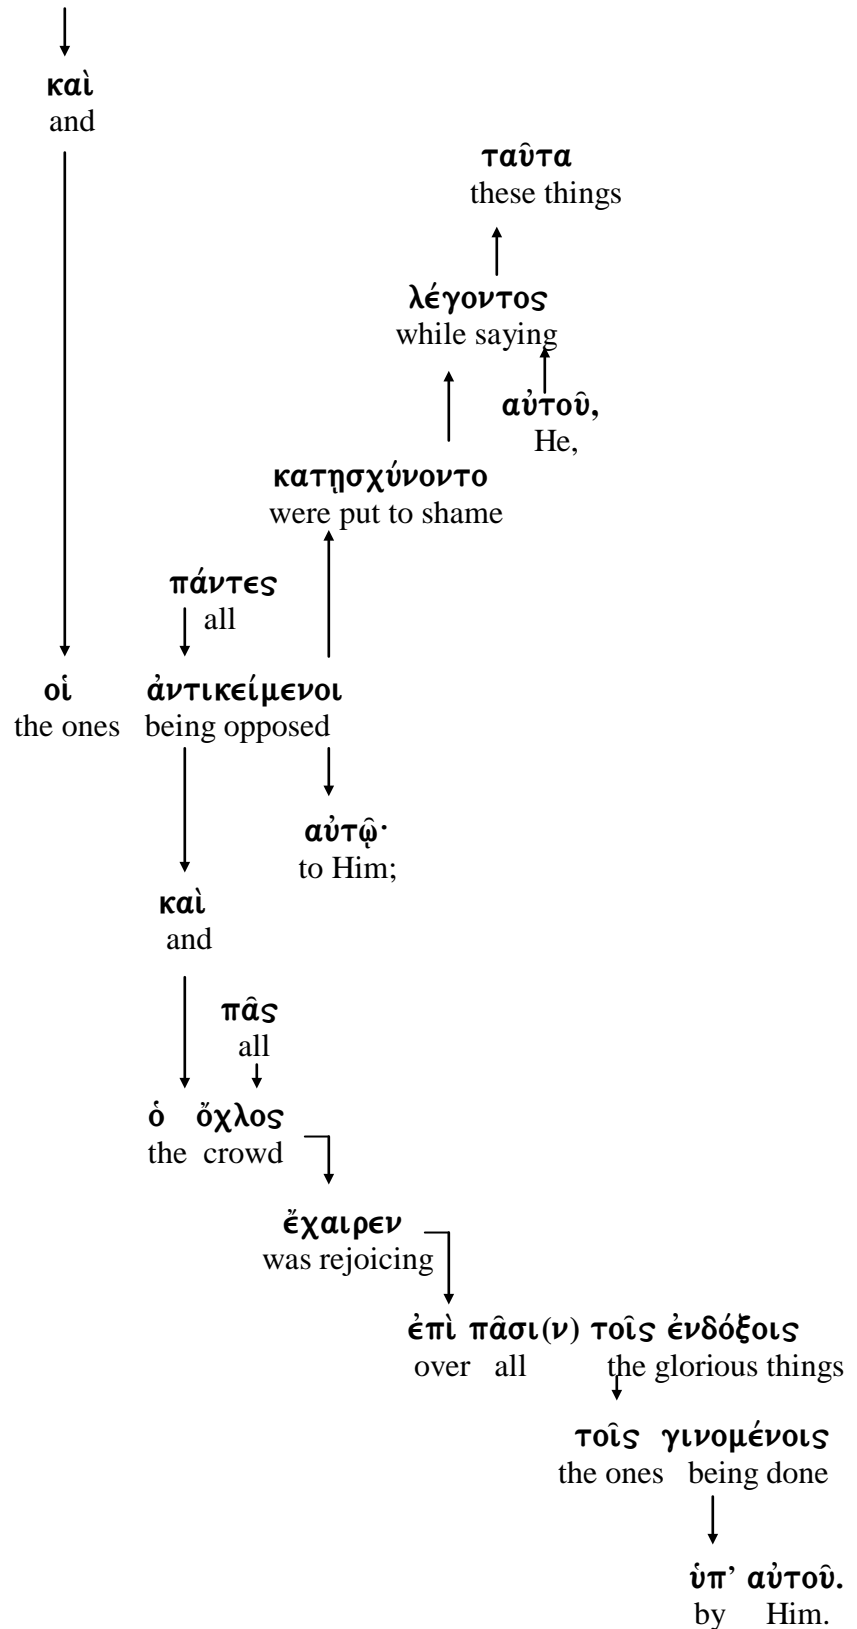 καὶ
and
ταῦτα
these things
λέγοντος
while saying
αὐτοῦ,
He,
κατῃσχύνοντο
were put to shame
πάντες
all
οἱ ἀντικείμενοι
the ones being opposed
αὐτῷ·
to Him;
καὶ
and
πᾶς
all
ὁ ὄχλος
the crowd
ἔχαιρεν
was rejoicing
ἐπὶ πᾶσι(ν) τοῖς ἐνδόξοις
over all the glorious things
τοῖς γινομένοις
the ones being done
ὑπ’ αὐτοῦ.
by Him.